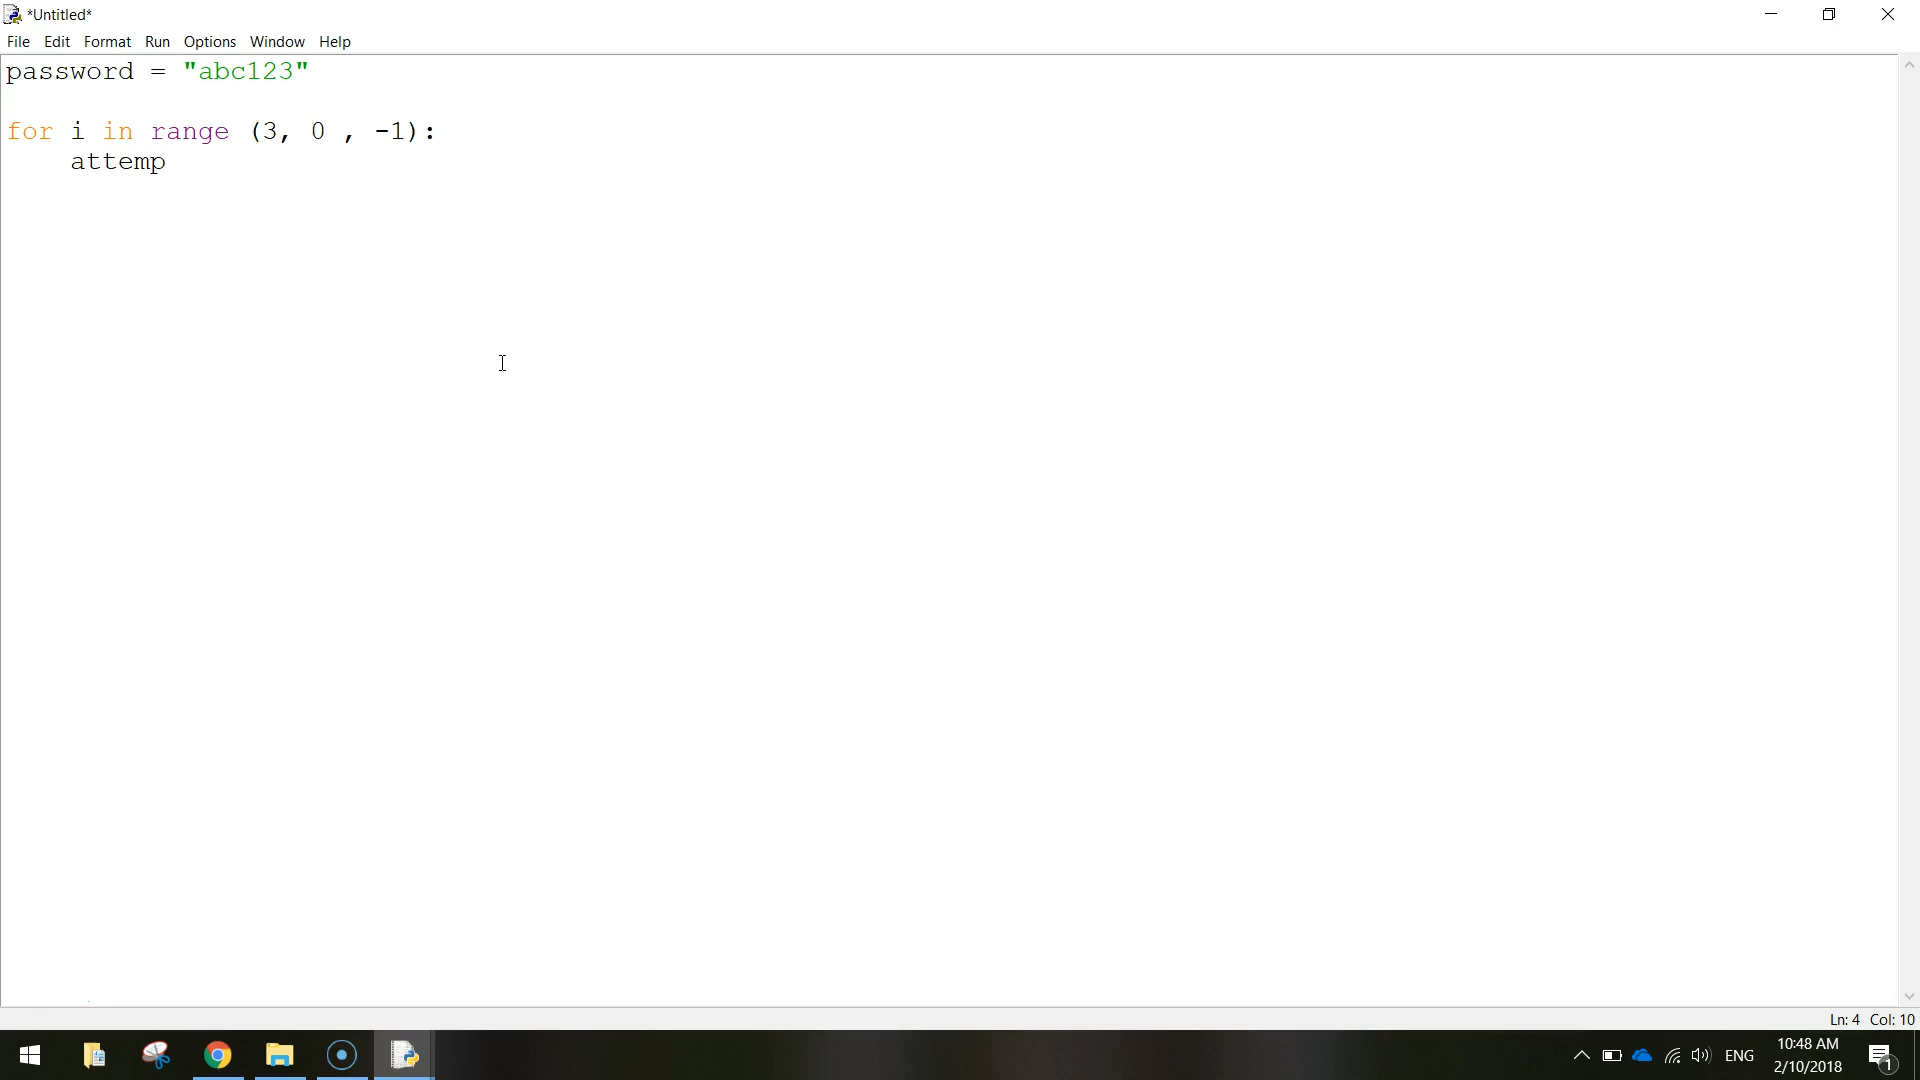 *Untitled*
File Edit Format Run Options Window Help
password = "abc123"
for i in range (3, 0 , -1):
    attemp
Ln: 4 Col: 10
ENG
10:48 AM
2/10/2018
1